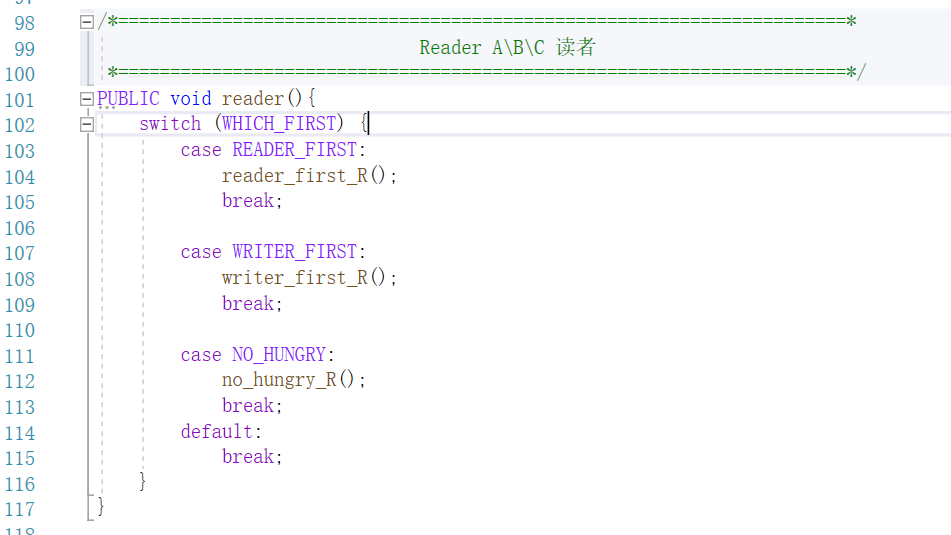 98 /*======================================================================*
99 Reader A\B\C 读者
100 *======================================================================*/
101 PUBLIC void reader(){
102 switch (WHICH_FIRST) {
103 case READER_FIRST:
104 reader_first_R();
105 break;
106
107 case WRITER_FIRST:
108 writer_first_R();
109 break;
110
111 case NO_HUNGRY:
112 no_hungry_R();
113 break;
114 default:
115 break;
116 }
117 }